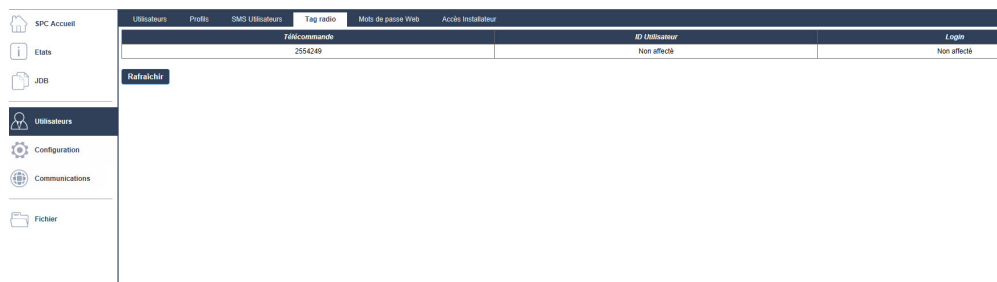 SPC Accueil
Etats
JDB
Utilisateurs
Configuration
Communications
Fichier
Utilisateurs Profils SMS Utilisateurs Tag radio Mots de passe Web Accès Installateur
Télécommande ID Utilisateur Login
2554249 Non affecté Non affecté
Rafraîchir